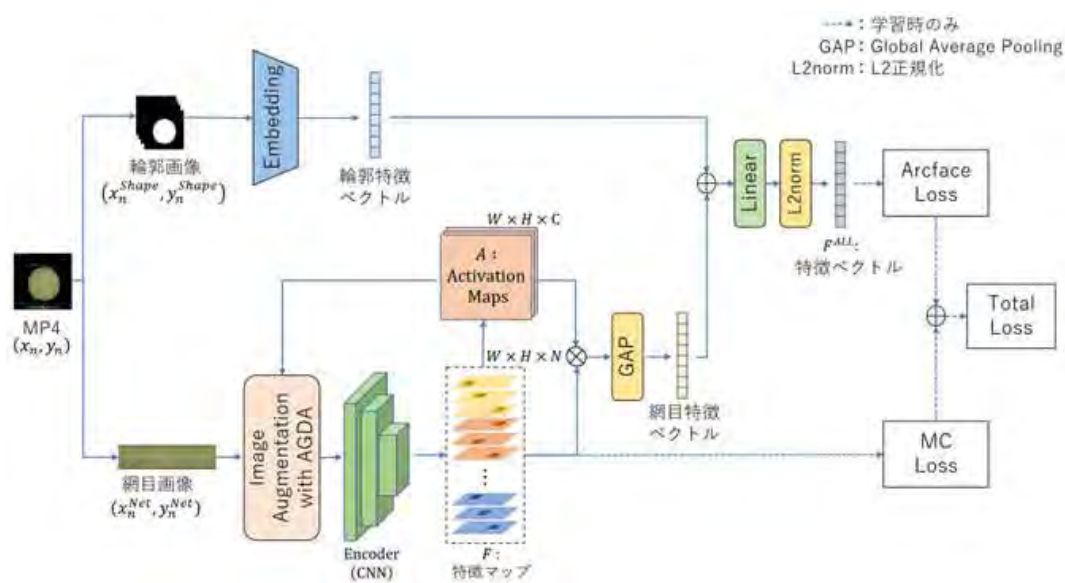 ---▸：学習時のみ
GAP：Global Average Pooling
L2norm：L2正規化
Embedding
輪郭画像
(x_n^{Shape}, y_n^{Shape})
輪郭特徴
ベクトル
Linear
L2norm
F^{ALL}:
特徴ベクトル
Arcface
Loss
W × H × C
A :
Activation
Maps
MP4
(x_n, y_n)
W × H × N
GAP
網目特徴
ベクトル
Total
Loss
MC
Loss
網目画像
(x_n^{Net}, y_n^{Net})
Image
Augmentation
with AGDA
Encoder
(CNN)
F :
特徴マップ